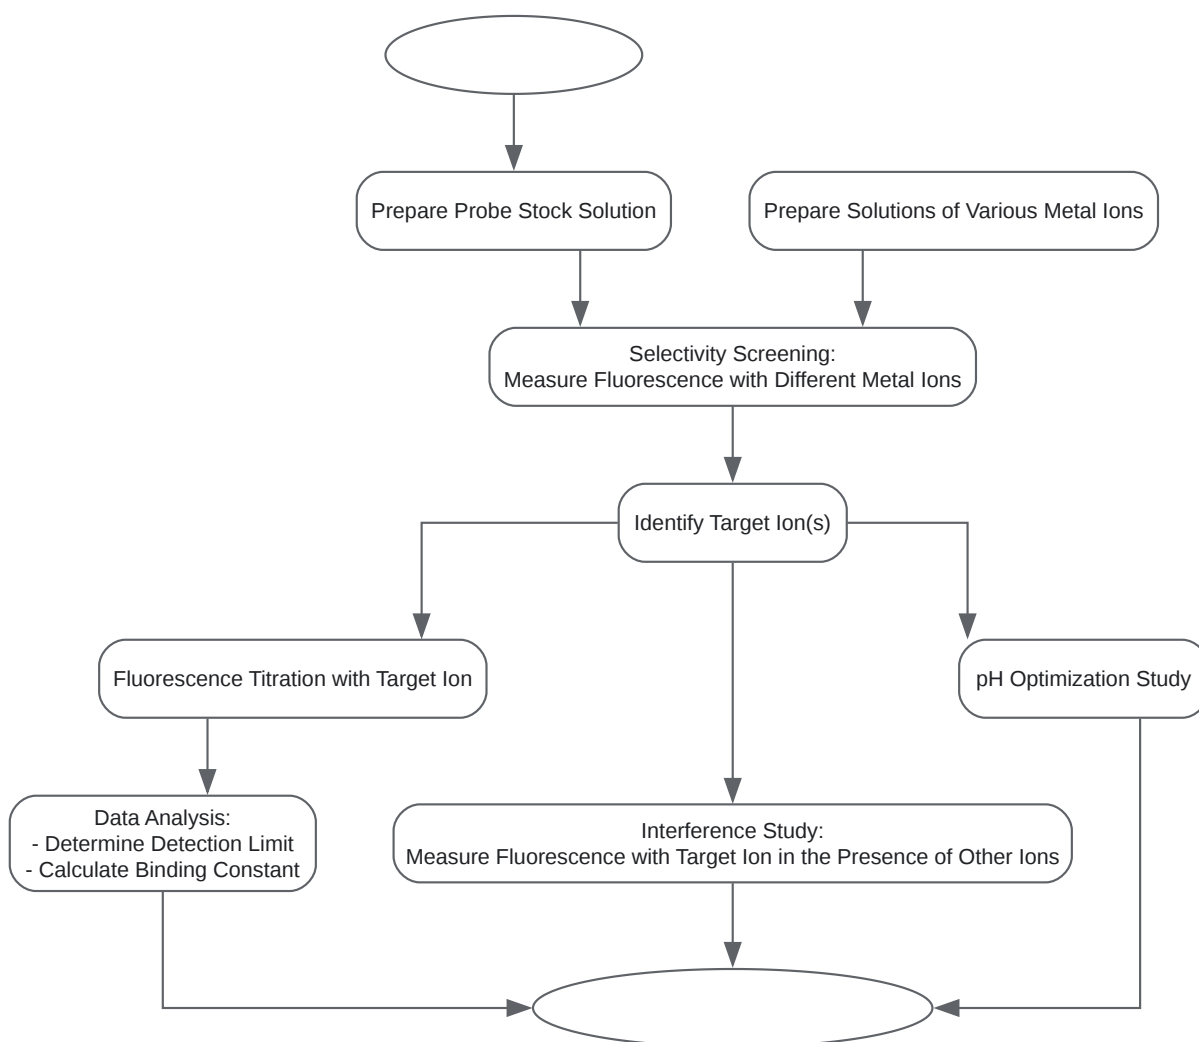 Prepare Probe Stock Solution
Prepare Solutions of Various Metal Ions
Selectivity Screening:
Measure Fluorescence with Different Metal Ions
Identify Target Ion(s)
Fluorescence Titration with Target Ion
pH Optimization Study
Data Analysis:
- Determine Detection Limit
- Calculate Binding Constant
Interference Study:
Measure Fluorescence with Target Ion in the Presence of Other Ions